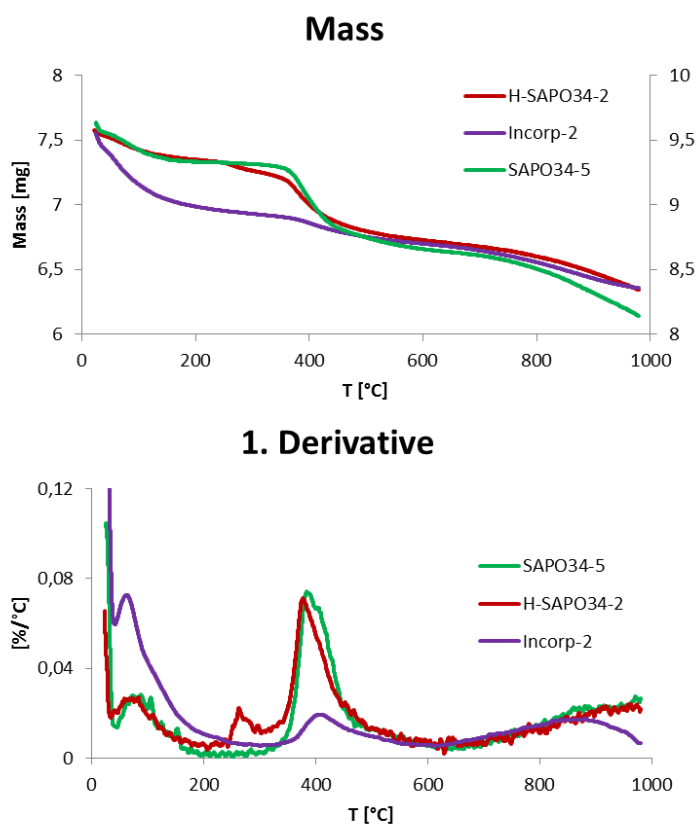 Mass
8
7,5
7
6,5
6
10
9,5
9
8,5
8
Mass [mg]
H-SAPO34-2
Incorp-2
SAPO34-5
0
200
400
600
800
1000
T [°C]
1. Derivative
0,12
0,08
0,04
0
[%/°C]
SAPO34-5
H-SAPO34-2
Incorp-2
0
200
400
600
800
1000
T [°C]